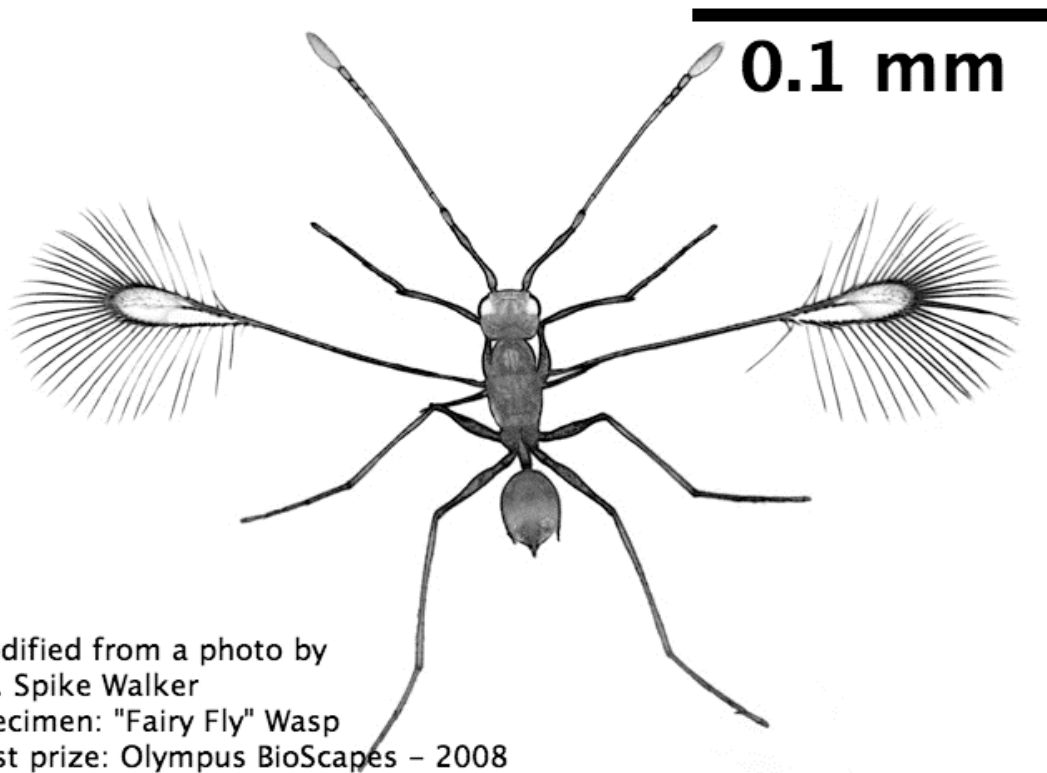 0.1 mm
dified from a photo by
. Spike Walker
ecimen: "Fairy Fly" Wasp
st prize: Olympus BioScapes – 2008